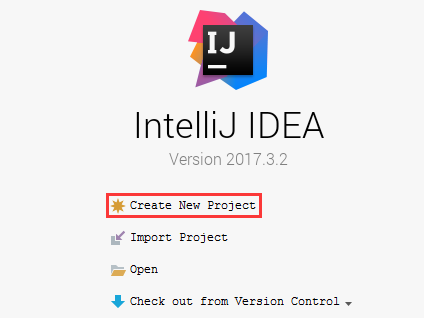 IJ
IntelliJ IDEA
Version 2017.3.2
Create New Project
Import Project
Open
Check out from Version Control